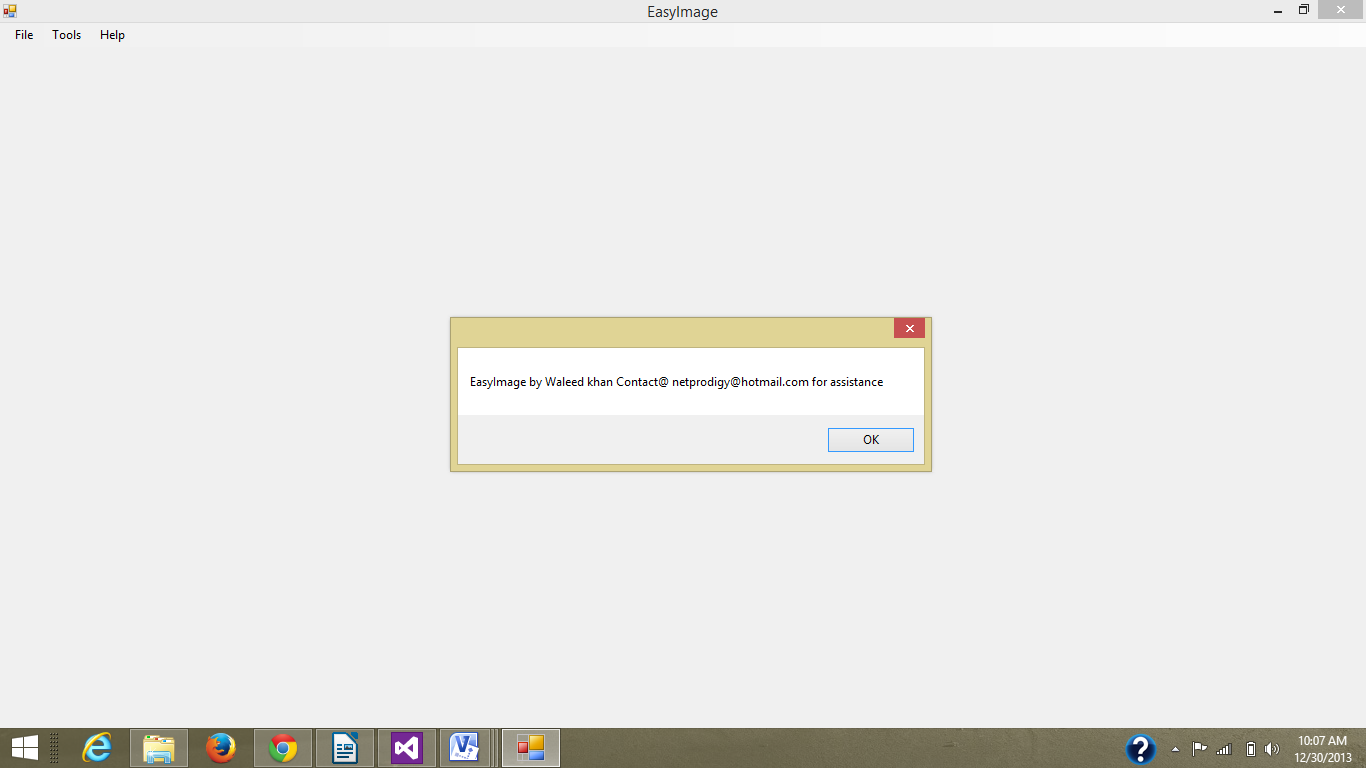 EasyImage
File Tools Help
EasyImage by Waleed khan Contact@ netprodigy@hotmail.com for assistance
OK
10:07 AM
12/30/2013